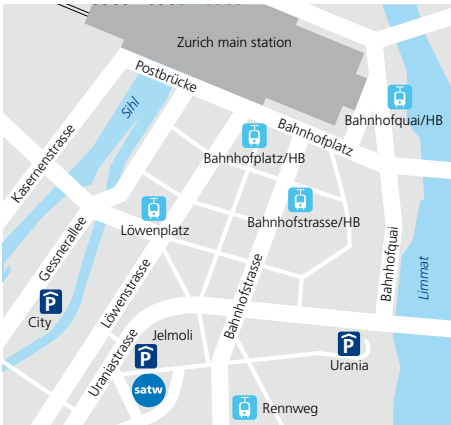 Zurich main station
Postbrücke
Sihl
Bahnhofquai/HB
Bahnhofplatz
Bahnhofplatz/HB
Kasernenstrasse
Bahnhofstrasse/HB
Löwenplatz
Gessnerallee
Bahnhofquai
Limmat
Löwenstrasse
Bahnhofstrasse
P
City
Uraniastrasse
Jelmoli
P
P
Urania
satw
Rennweg